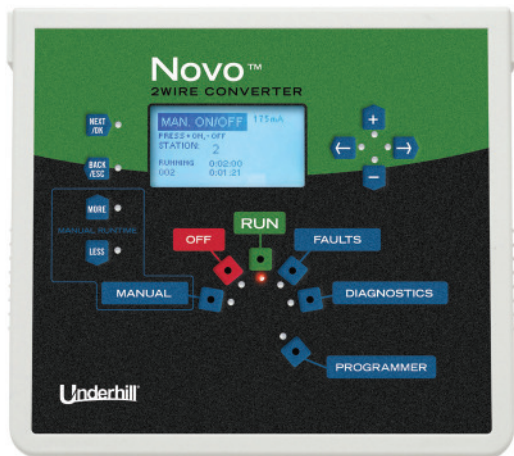 Novo™
2WIRE CONVERTER
NEXT
/OK
MAN. ON/OFF 175mA
PRESS + ON, - OFF
STATION: 2
RUNNING 0:02:00
002 0:01:21
+
← →
−
BACK
/ESC
MORE
MANUAL RUNTIME
LESS
RUN
OFF
FAULTS
MANUAL
DIAGNOSTICS
PROGRAMMER
Underhill